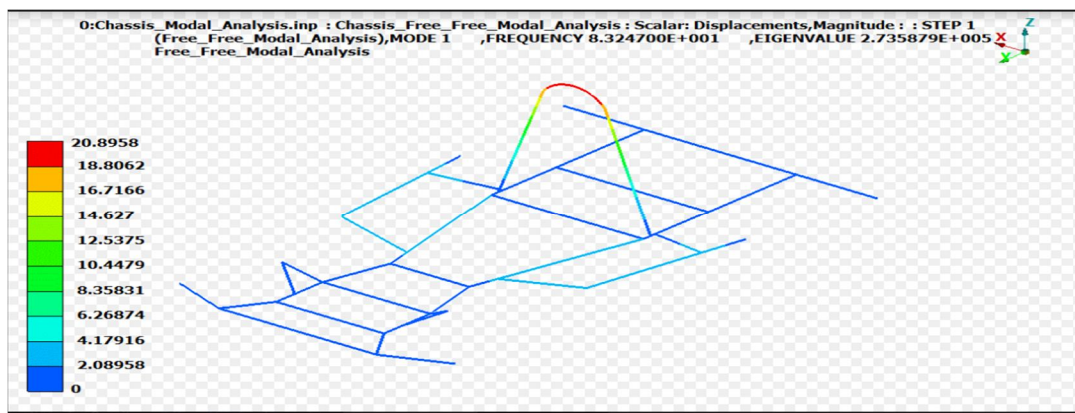 0:Chassis_Modal_Analysis.inp : Chassis_Free_Free_Modal_Analysis : Scalar: Displacements,Magnitude : : STEP 1
(Free_Free_Modal_Analysis),MODE 1 ,FREQUENCY 8.324700E+001 ,EIGENVALUE 2.735879E+005
Free_Free_Modal_Analysis
Z
X
Y
20.8958
18.8062
16.7166
14.627
12.5375
10.4479
8.35831
6.26874
4.17916
2.08958
0